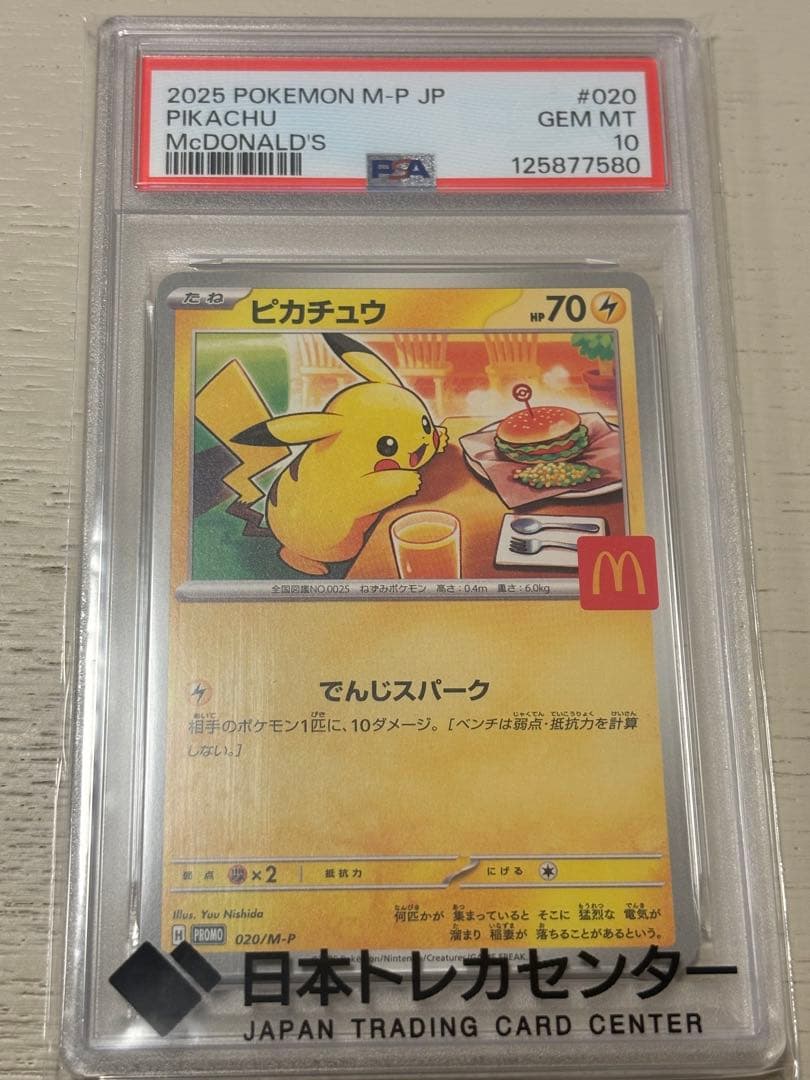 2025 POKEMON M-P JP #020
PIKACHU GEM MT
McDONALD'S 10
PSA 125877580
たね ピカチュウ HP70
全国図鑑NO.0025 ねずみポケモン 高さ:0.4m 重さ:6.0kg
でんじスパーク
相手のポケモン1匹に、10ダメージ。[ベンチは弱点・抵抗力を計算
しない。]
弱点 ×2 抵抗力 にげる
Illus. Yuu Nishida
何匹かが 集まっていると そこに 猛烈な 電気が
溜まり 稲妻が 落ちることがあるという。
H PROMO 020/M-P
Pokémon/Nintendo/Creatures/GAME FREAK.
日本トレカセンター
JAPAN TRADING CARD CENTER